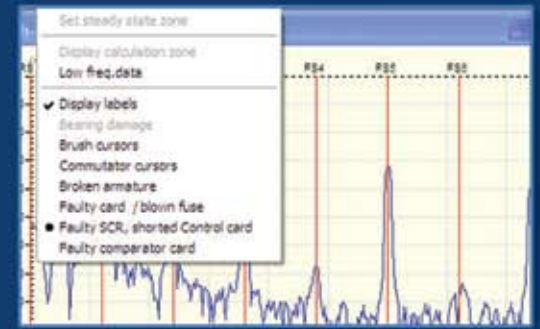 Set steady state zone
Display calculation zone
Low freq.data
✔ Display labels
Bearing damage
Brush cursors
Commutator cursors
Broken armature
Faulty card / blown fuse
● Faulty SCR, shorted Control card
Faulty comparator card
FS4 FS5 FS6